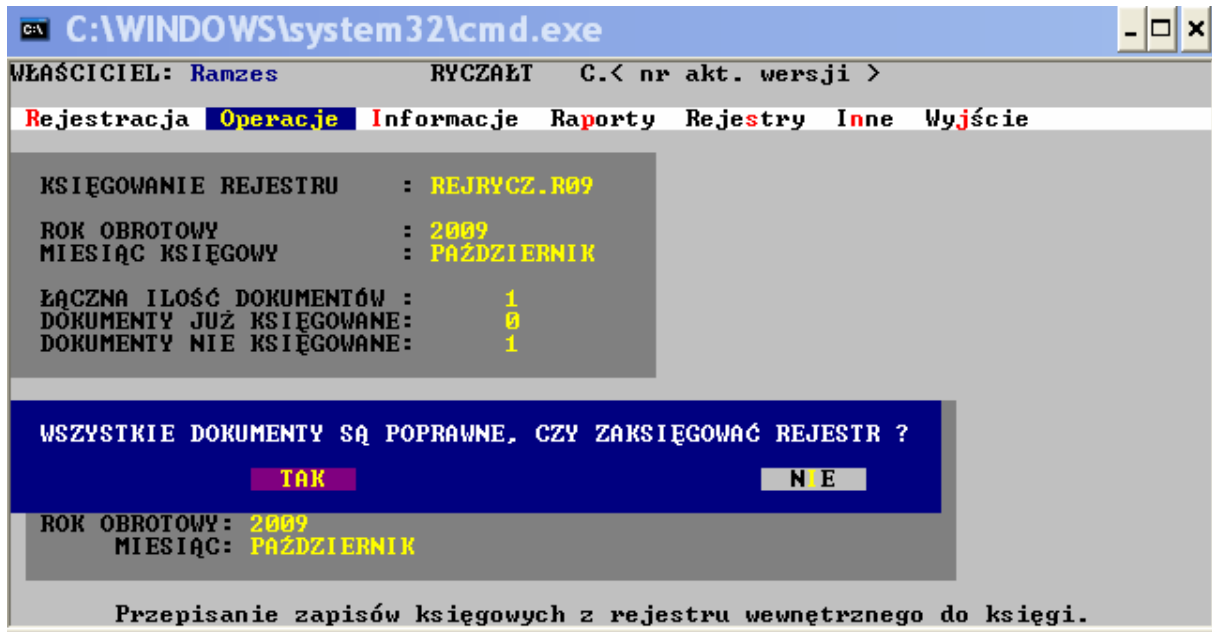 C:\WINDOWS\system32\cmd.exe
WŁAŚCICIEL: Ramzes RYCZAŁT C.< nr akt. wersji >
Rejestracja Operacje Informacje Raporty Rejestry Inne Wyjście
KSIĘGOWANIE REJESTRU : REJRYCZ.R09
ROK OBROTOWY : 2009
MIESIĄC KSIĘGOWY : PAŹDZIERNIK
ŁĄCZNA ILOŚĆ DOKUMENTÓW : 1
DOKUMENTY JUŻ KSIĘGOWANE: 0
DOKUMENTY NIE KSIĘGOWANE: 1
WSZYSTKIE DOKUMENTY SĄ POPRAWNE, CZY ZAKSIĘGOWAĆ REJESTR ?
TAK NIE
ROK OBROTOWY: 2009
MIESIĄC: PAŹDZIERNIK
Przepisanie zapisów księgowych z rejestru wewnętrznego do księgi.